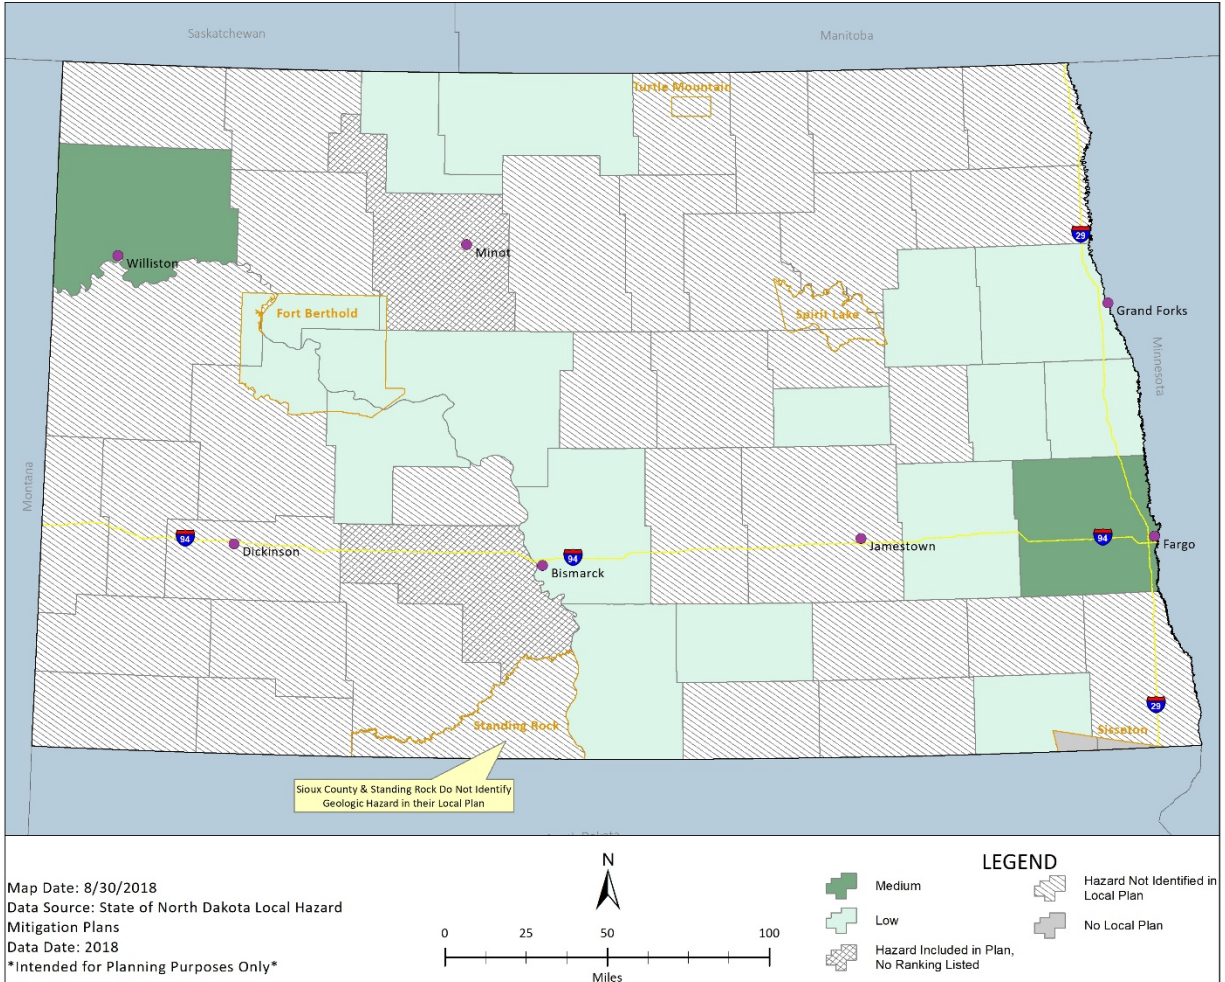 Saskatchewan
Manitoba
Turtle Mountain
29
Williston
Minot
Fort Berthold
Spirit Lake
Grand Forks
Minnesota
Montana
94
Dickinson
94
Bismarck
Jamestown
94
Fargo
Standing Rock
29
Sisseton
Sioux County & Standing Rock Do Not Identify
Geologic Hazard in their Local Plan
Map Date: 8/30/2018
Data Source: State of North Dakota Local Hazard
Mitigation Plans
Data Date: 2018
*Intended for Planning Purposes Only*
N
0 25 50 100
Miles
LEGEND
Medium
Low
Hazard Included in Plan,
No Ranking Listed
Hazard Not Identified in
Local Plan
No Local Plan